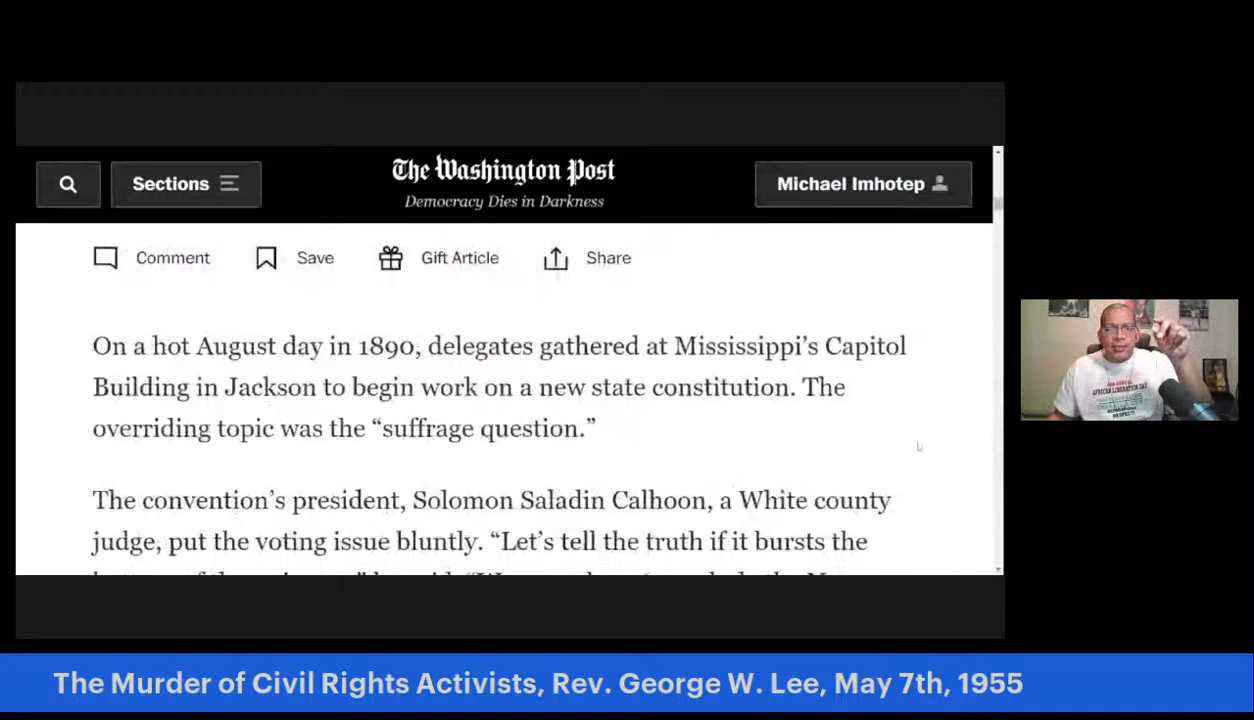 The Washington Post
Democracy Dies in Darkness
Sections
Michael Imhotep
Comment
Save
Gift Article
Share
On a hot August day in 1890, delegates gathered at Mississippi's Capitol
Building in Jackson to begin work on a new state constitution. The
overriding topic was the “suffrage question.”
The convention's president, Solomon Saladin Calhoon, a White county
judge, put the voting issue bluntly. “Let's tell the truth if it bursts the
AFRICAN LIBERATION DAY
The Murder of Civil Rights Activists, Rev. George W. Lee, May 7th, 1955